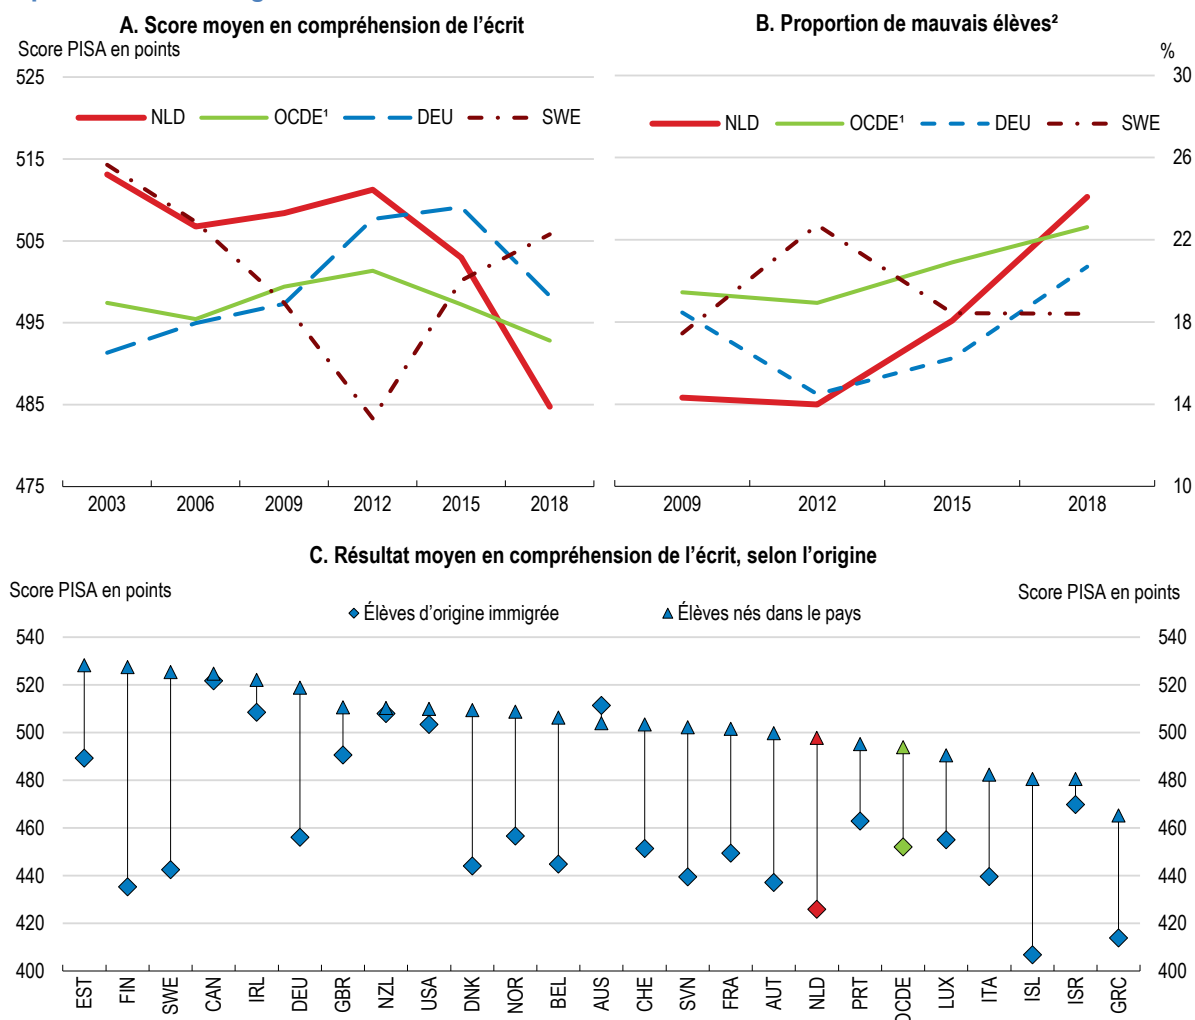 A. Score moyen en compréhension de l'écrit
Score PISA en points
525
NLD OCDE¹ DEU SWE
515
505
495
485
475
2003 2006 2009 2012 2015 2018
B. Proportion de mauvais élèves²
%
30
NLD OCDE¹ DEU SWE
26
22
18
14
10
2009 2012 2015 2018
C. Résultat moyen en compréhension de l'écrit, selon l'origine
Score PISA en points Score PISA en points
Élèves d'origine immigrée Élèves nés dans le pays
540 540
520 520
500 500
480 480
460 460
440 440
420 420
400 400
EST FIN SWE CAN IRL DEU GBR NZL USA DNK NOR BEL AUS CHE SVN FRA AUT NLD PRT OCDE LUX ITA ISL ISR GRC